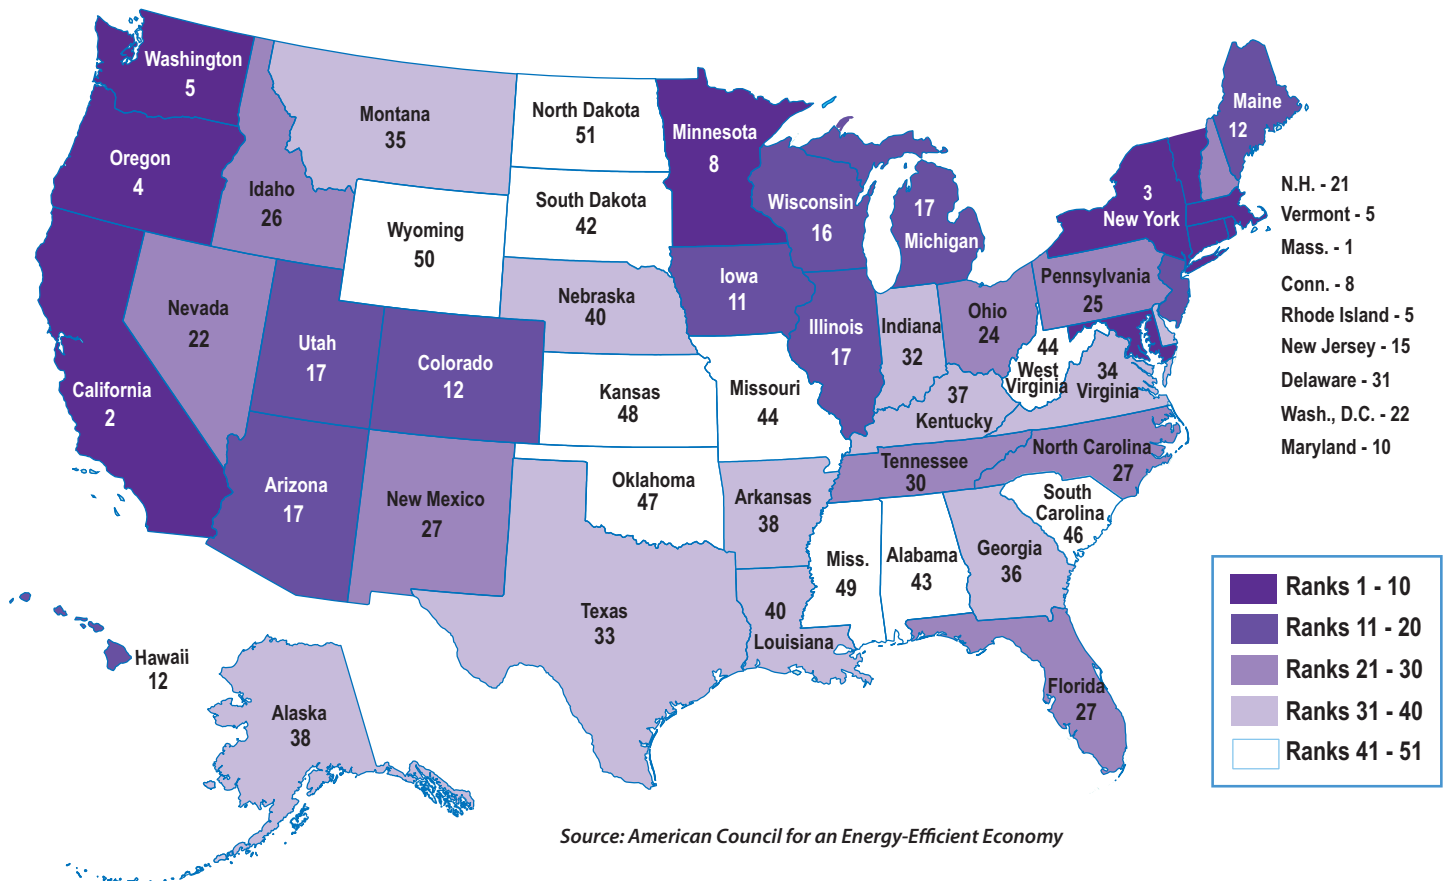 Washington
5
Oregon
4
California
2
Idaho
26
Nevada
22
Montana
35
Wyoming
50
Utah
17
Colorado
12
Arizona
17
New Mexico
27
North Dakota
51
South Dakota
42
Nebraska
40
Kansas
48
Oklahoma
47
Texas
33
Minnesota
8
Iowa
11
Missouri
44
Arkansas
38
40
Louisiana
Wisconsin
16
Illinois
17
17
Michigan
Indiana
32
Ohio
24
37
Kentucky
Tennessee
30
Miss.
49
Alabama
43
Georgia
36
Florida
27
South
Carolina
46
North Carolina
27
34
Virginia
44
West
Virginia
Pennsylvania
25
3
New York
Maine
12
N.H. - 21
Vermont - 5
Mass. - 1
Conn. - 8
Rhode Island - 5
New Jersey - 15
Delaware - 31
Wash., D.C. - 22
Maryland - 10
Hawaii
12
Alaska
38
Ranks 1 - 10
Ranks 11 - 20
Ranks 21 - 30
Ranks 31 - 40
Ranks 41 - 51
Source: American Council for an Energy-Efficient Economy